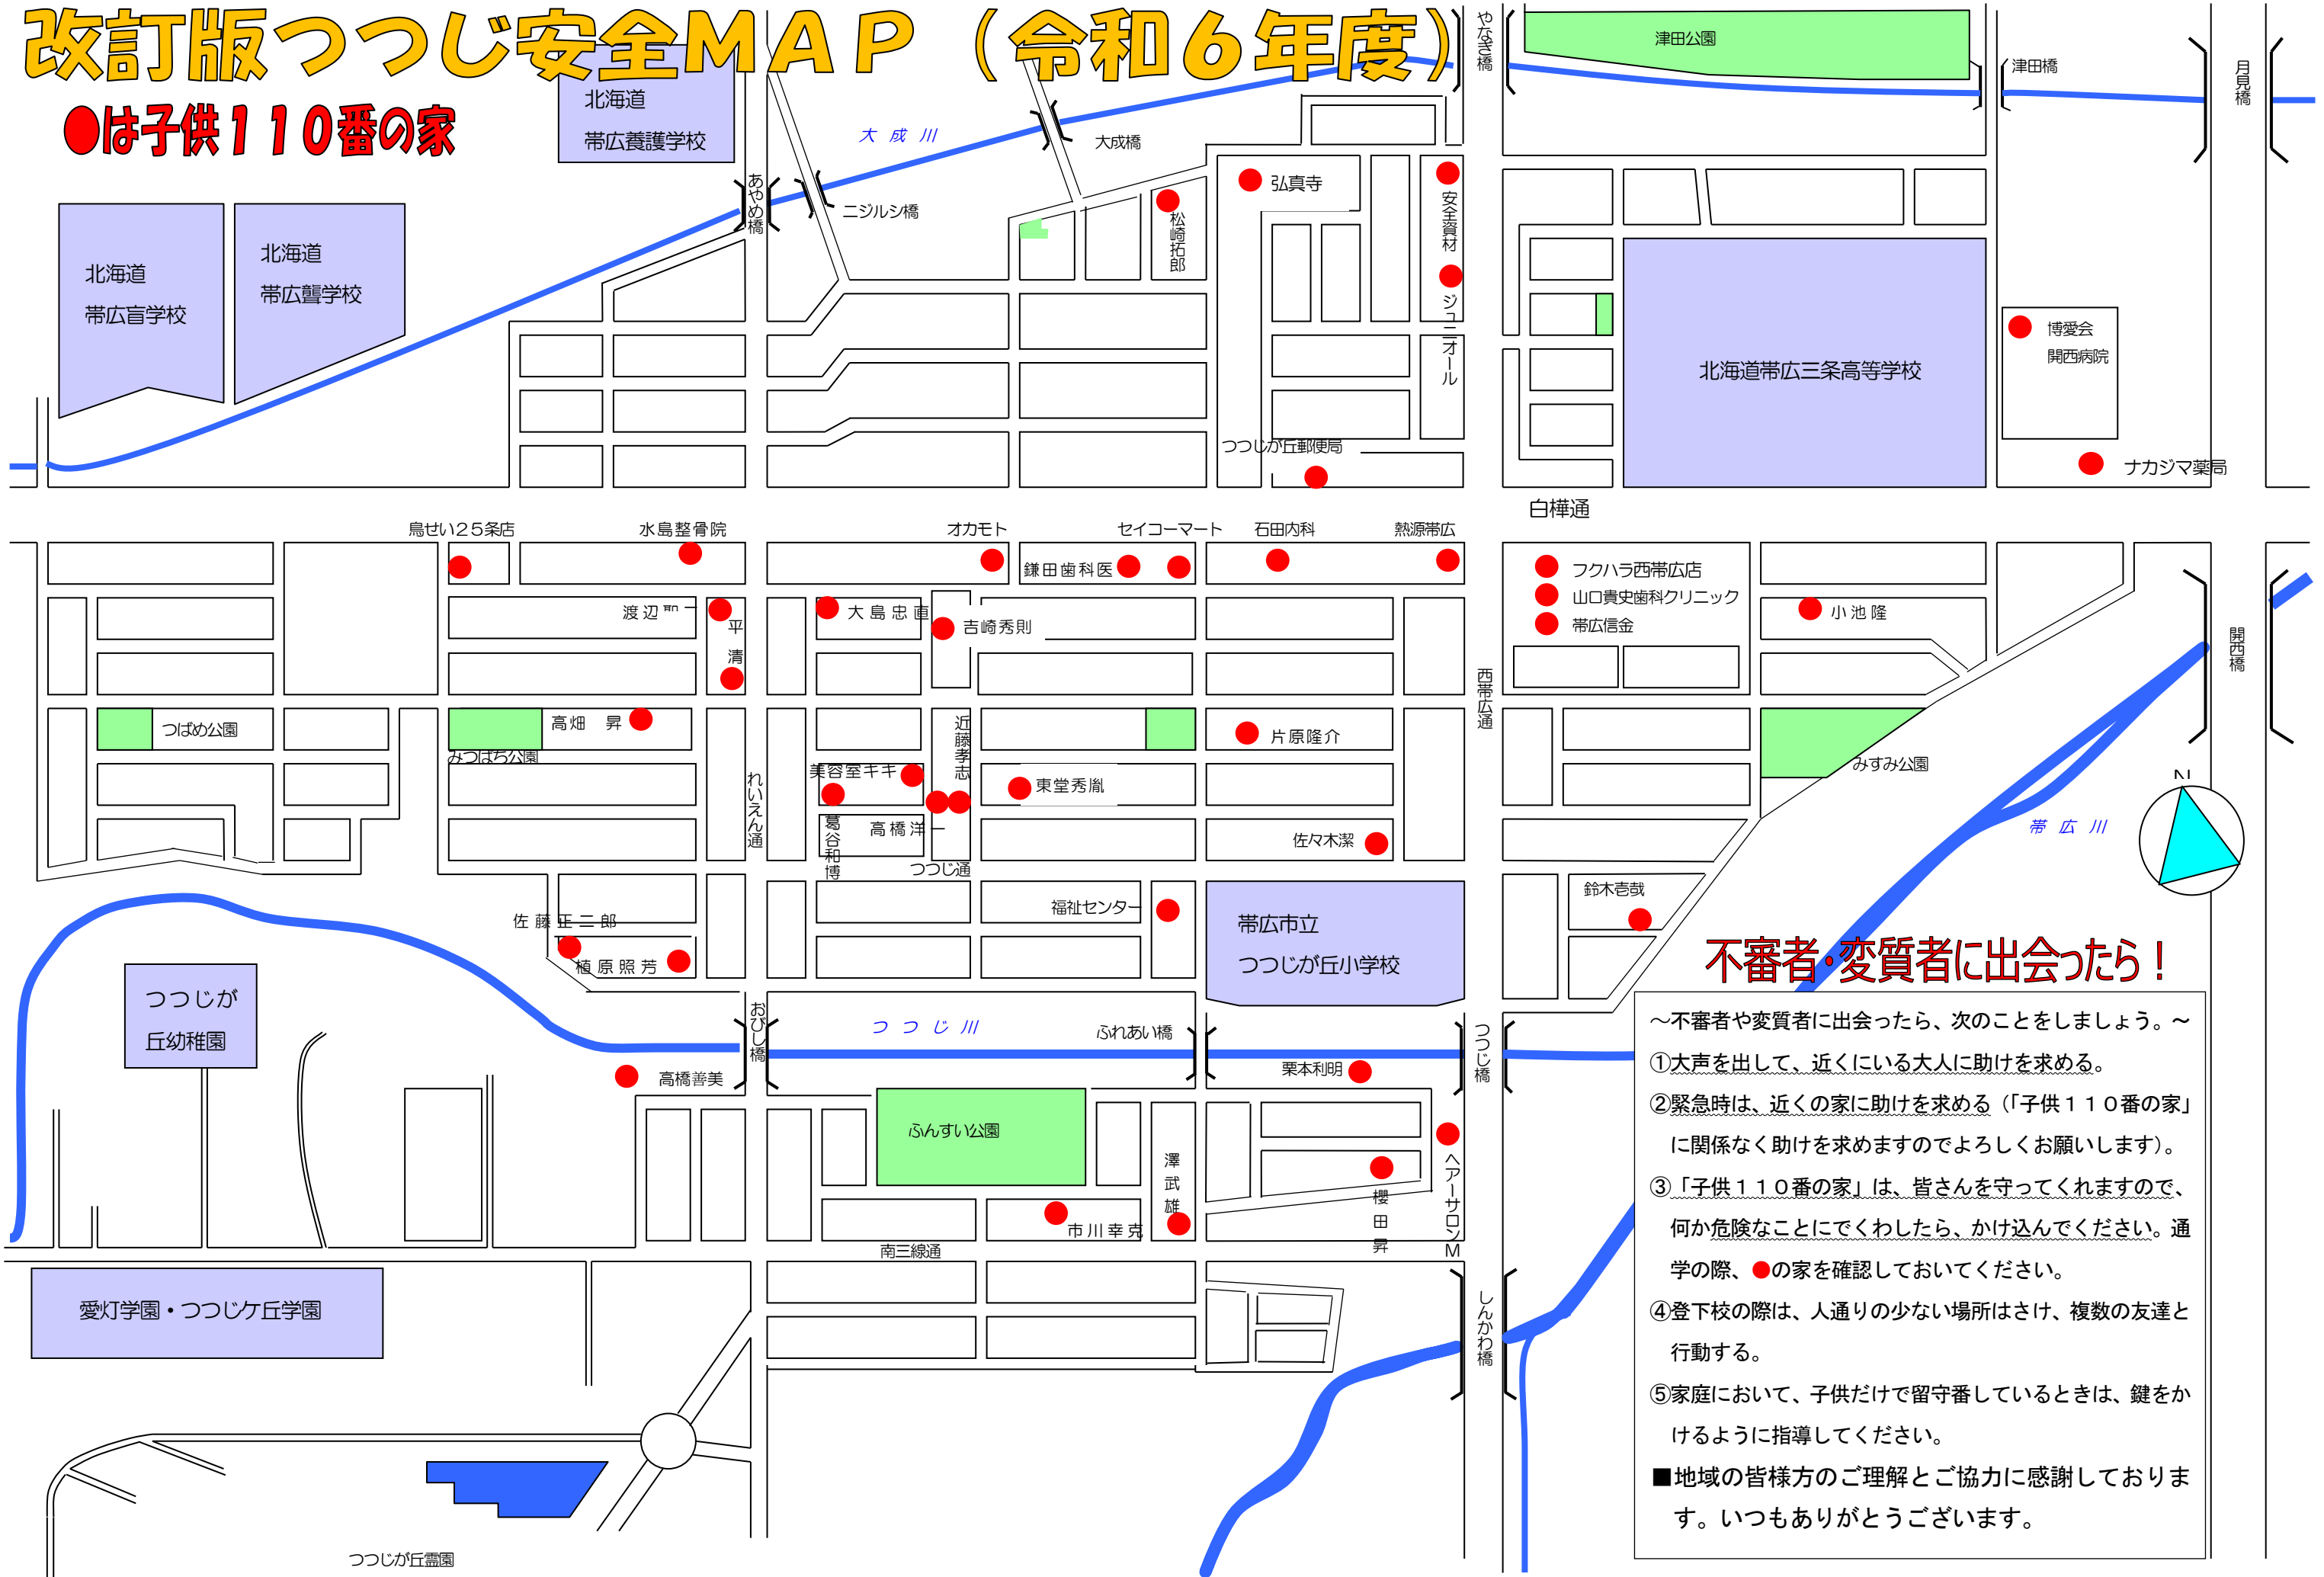 改訂版つつじ安全ＭＡＰ（令和６年度）
●は子供１１０番の家
北海道
帯広養護学校
大成川
大成橋
やなぎ橋
津田公園
津田橋
月見橋
あやめ橋
ニジルシ橋
松崎拓郎
弘真寺
安全資材
ジュニオール
北海道
帯広盲学校
北海道
帯広聾学校
北海道帯広三条高等学校
博愛会
開西病院
ナカジマ薬局
つつじが丘郵便局
白樺通
鳥せい２５条店
水島整骨院
オカモト
セイコーマート
石田内科
熱源帯広
鎌田歯科医
フクハラ西帯広店
山口貴史歯科クリニック
帯広信金
小池隆
渡辺
平 清
大島忠直
吉崎秀則
西帯広通
開西橋
つばめ公園
みつばち公園
高畑 昇
近藤孝志
片原隆介
みすみ公園
れいえん通
美容室キキ
東堂秀胤
葛谷和博
高橋洋一
佐々木潔
帯広川
N
つつじ通
鈴木壱哉
福祉センター
佐藤正二郎
植原照芳
帯広市立
つつじが丘小学校
つつじが
丘幼稚園
おびし橋
つつじ川
ふれあい橋
つつじ橋
高橋善美
栗本利明
ふんすい公園
澤武雄
櫻田昇
ヘアーサロンＭ
市川幸克
南三線通
しんかわ橋
愛灯学園・つつじケ丘学園
つつじが丘霊園
不審者・変質者に出会ったら！
～不審者や変質者に出会ったら、次のことをしましょう。～
①大声を出して、近くにいる大人に助けを求める。
②緊急時は、近くの家に助けを求める（「子供１１０番の家」
に関係なく助けを求めますのでよろしくお願いします）。
③「子供１１０番の家」は、皆さんを守ってくれますので、
何か危険なことにでくわしたら、かけ込んでください。通
学の際、●の家を確認しておいてください。
④登下校の際は、人通りの少ない場所はさけ、複数の友達と
行動する。
⑤家庭において、子供だけで留守番しているときは、鍵をか
けるように指導してください。
■地域の皆様方のご理解とご協力に感謝しておりま
す。いつもありがとうございます。